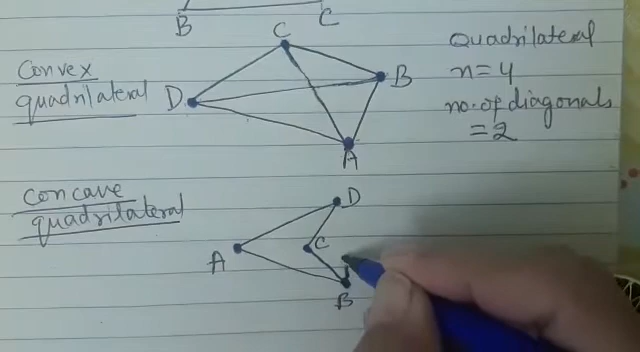 B
C
C
Convex
quadrilateral
D
B
A
Quadrilateral
n=4
no. of diagonals
=2
Concave
quadrilateral
D
C
A
B